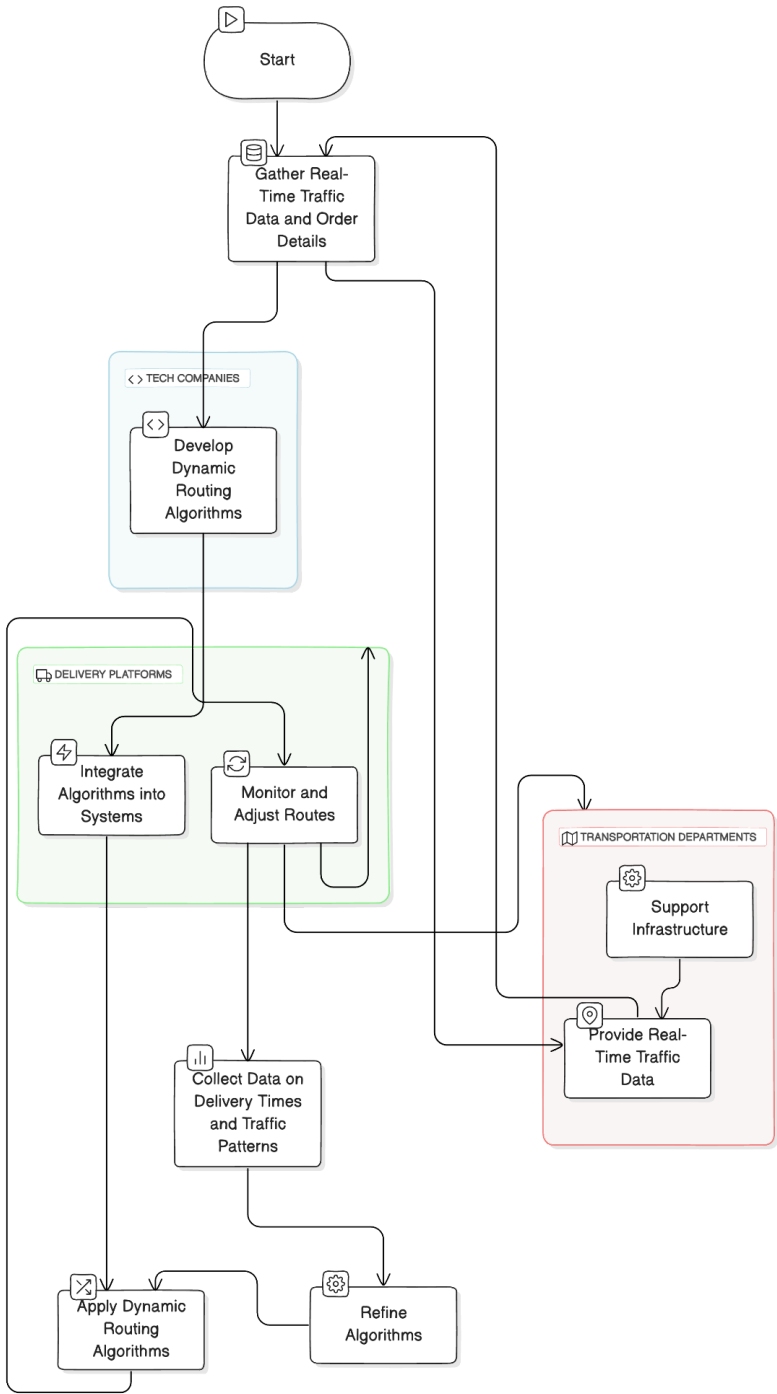 Start
Gather Real-
Time Traffic
Data and Order
Details
TECH COMPANIES
Develop
Dynamic
Routing
Algorithms
DELIVERY PLATFORMS
Integrate
Algorithms into
Systems
Monitor and
Adjust Routes
TRANSPORTATION DEPARTMENTS
Support
Infrastructure
Provide Real-
Time Traffic
Data
Collect Data on
Delivery Times
and Traffic
Patterns
Apply Dynamic
Routing
Algorithms
Refine
Algorithms